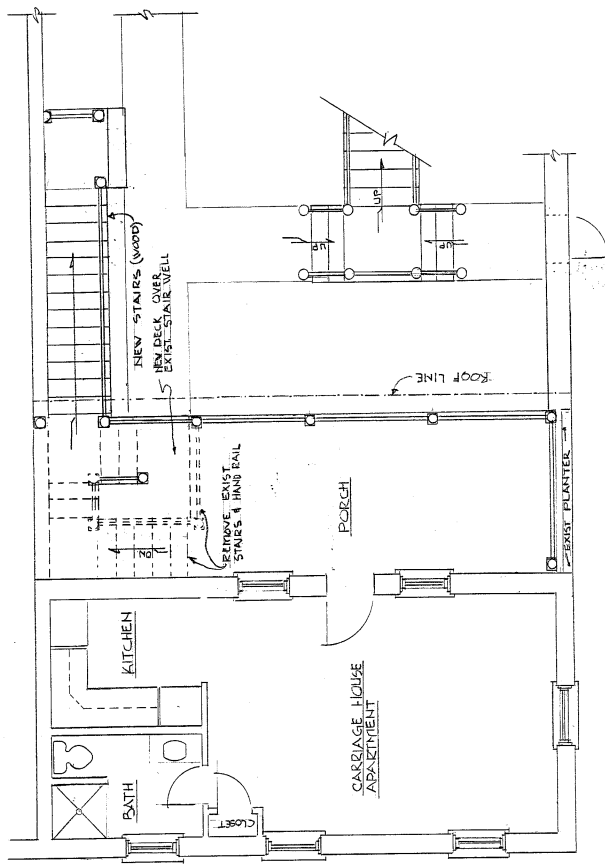 NEW STAIRS (WOOD)
NEW DECK OVER
EXIST. STAIR WELL
UP
UP
UP
ROOF LINE
REMOVE EXIST
STAIRS & HAND RAIL
DN
PORCH
EXIST PLANTER
KITCHEN
BATH
CLOSET
CARRIAGE HOUSE
APARTMENT